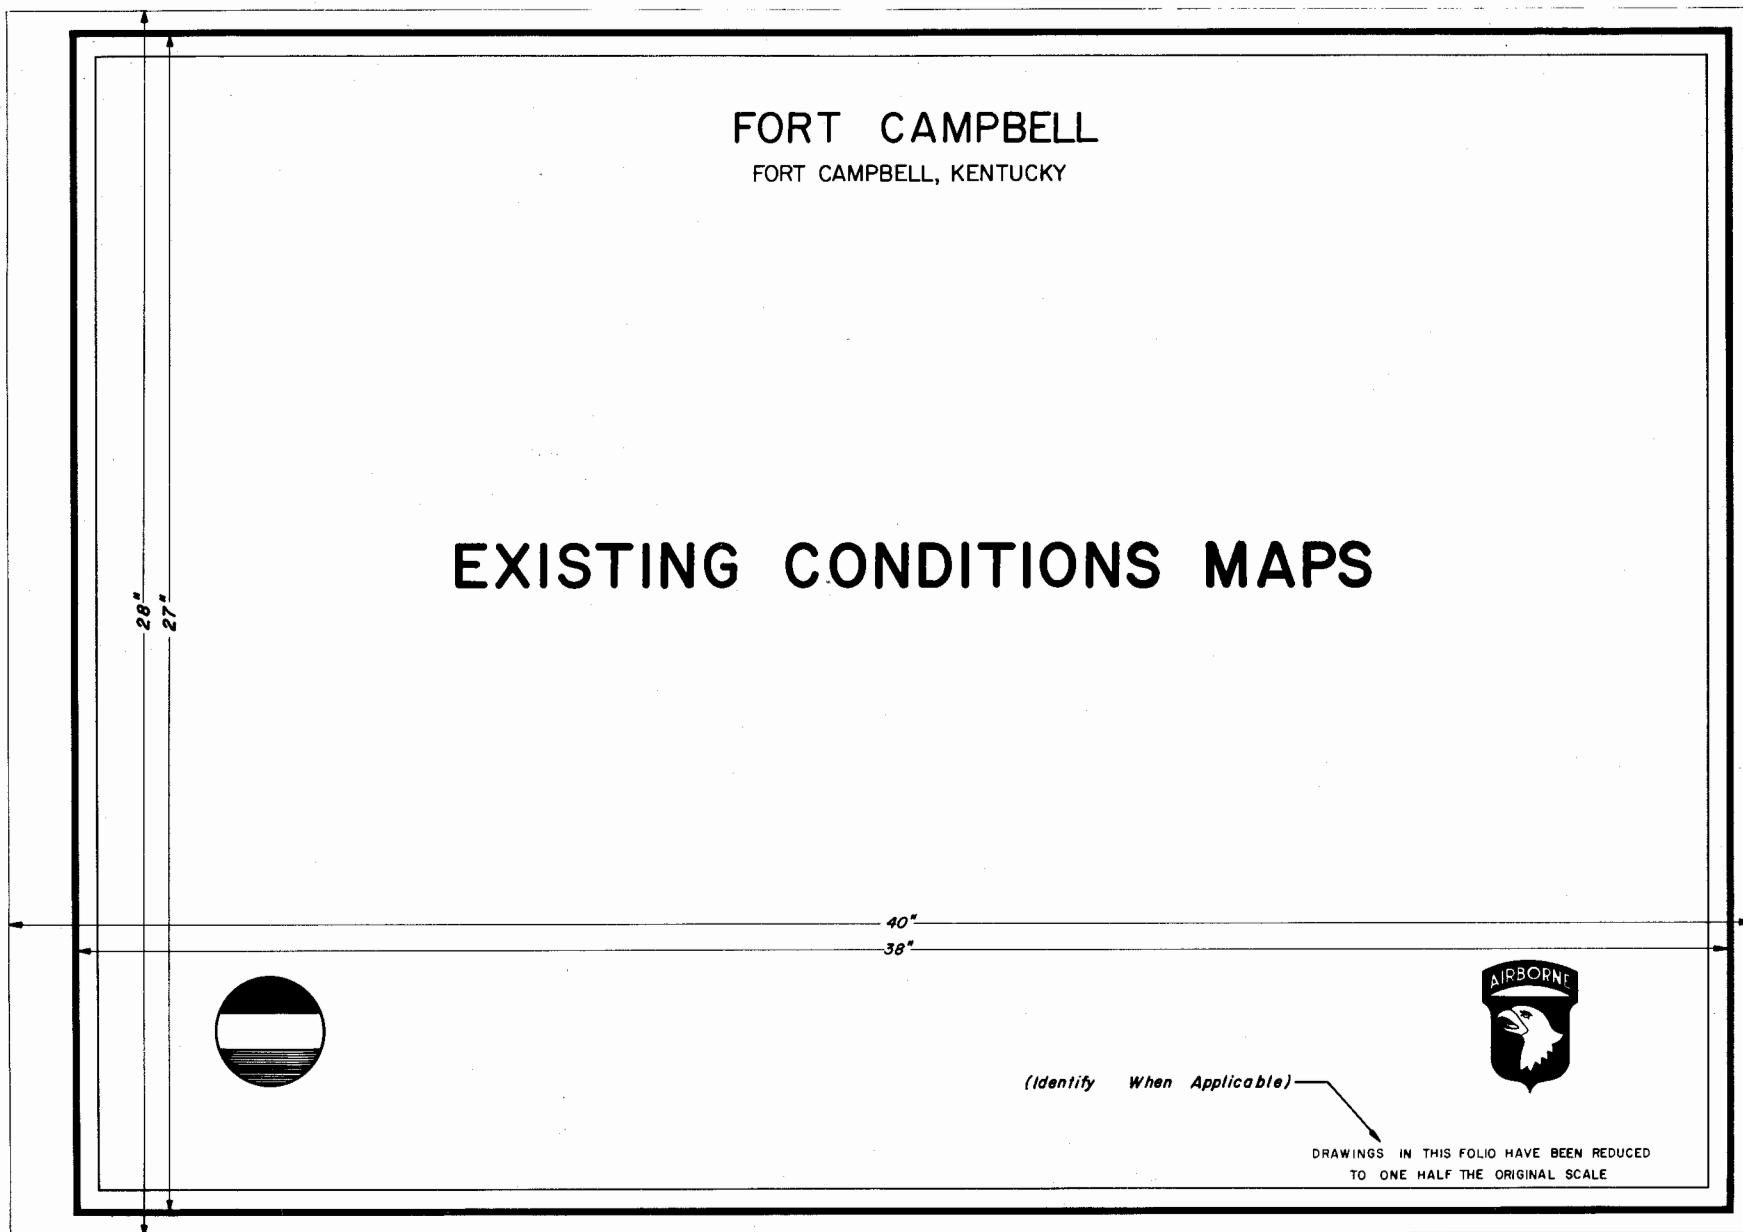 FORT CAMPBELL
FORT CAMPBELL, KENTUCKY
EXISTING CONDITIONS MAPS
28"
27"
40"
38"
AIRBORNE
(Identify When Applicable)
DRAWINGS IN THIS FOLIO HAVE BEEN REDUCED
TO ONE HALF THE ORIGINAL SCALE